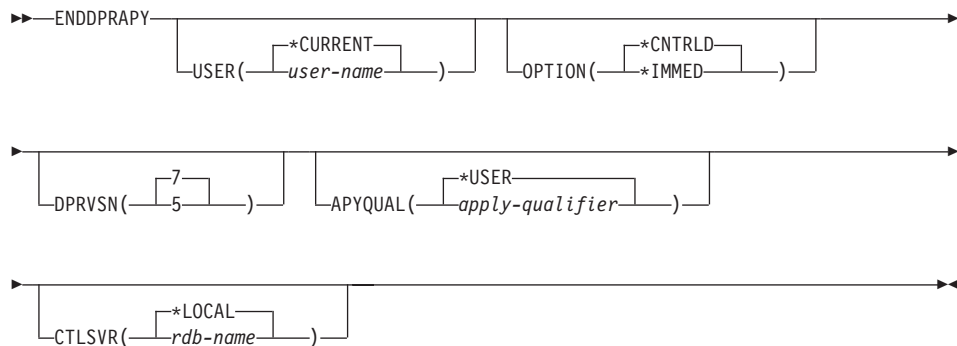 ENDDPRAPY
*CURRENT *CNTRLD
USER( user-name ) OPTION( *IMMED )
7 *USER
DPRVSN( 5 ) APYQUAL( apply-qualifier )
*LOCAL
CTLSVR( rdb-name )